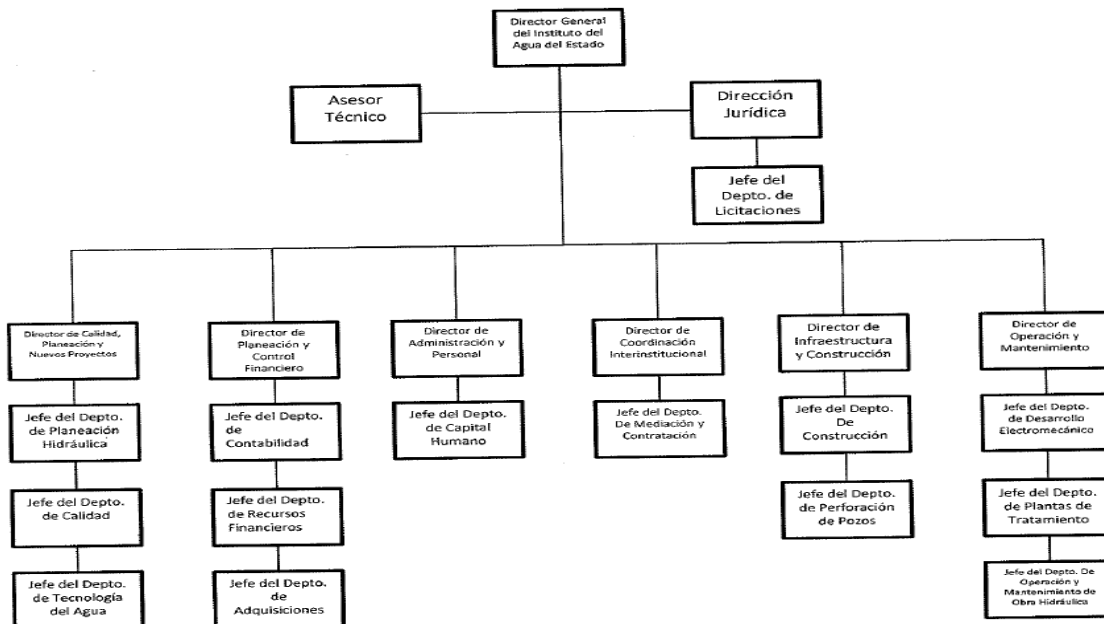 Director General
del Instituto del
Agua del Estado
Asesor
Técnico
Dirección
Jurídica
Jefe del
Depto. de
Licitaciones
Director de Calidad,
Planeación y
Nuevos Proyectos
Jefe del Depto.
de Planeación
Hidráulica
Jefe del Depto.
de Calidad
Jefe del Depto.
de Tecnología
del Agua
Director de
Planeación y
Control
Financiero
Jefe del Depto.
de
Contabilidad
Jefe del Depto.
de Recursos
Financieros
Jefe del Depto.
de
Adquisiciones
Director de
Administración y
Personal
Jefe del Depto.
de Capital
Humano
Director de
Coordinación
Interinstitucional
Jefe del Depto.
De Mediación y
Contratación
Director de
Infraestructura
y Construcción
Jefe del Depto.
De
Construcción
Jefe del Depto.
de Perforación
de Pozos
Director de
Operación y
Mantenimiento
Jefe del Depto.
de Desarrollo
Electromecánico
Jefe del Depto.
de Plantas de
Tratamiento
Jefe del Depto. De
Operación y
Mantenimiento de
Obra Hidráulica